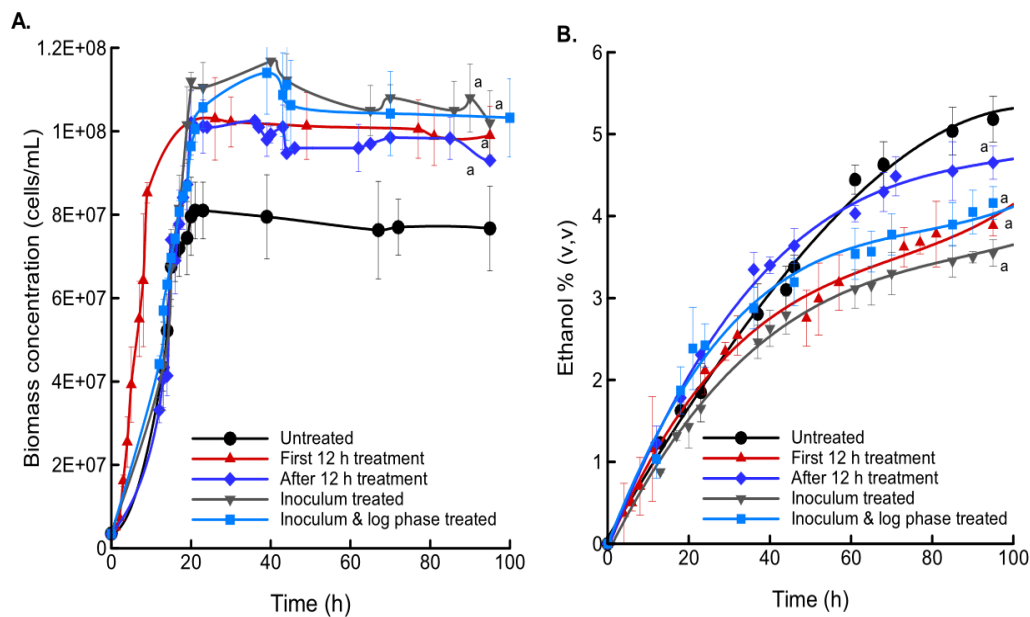 A.
Biomass concentration (cells/mL)
1.2E+08
1E+08
8E+07
6E+07
4E+07
2E+07
0
0 20 40 60 80 100
Time (h)
a
a
a
a
Untreated
First 12 h treatment
After 12 h treatment
Inoculum treated
Inoculum & log phase treated
B.
Ethanol % (v,v)
6
5
4
3
2
1
0
0 20 40 60 80 100
Time (h)
a
a
a
a
Untreated
First 12 h treatment
After 12 h treatment
Inoculum treated
Inoculum & log phase treated